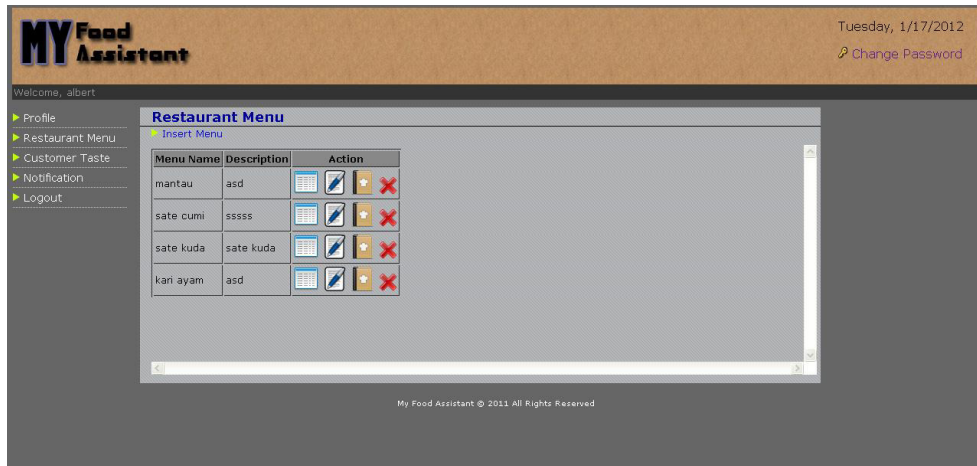 MY Food Assistant
Tuesday, 1/17/2012
Change Password
Welcome, albert
Profile
Restaurant Menu
Customer Taste
Notification
Logout
Restaurant Menu
Insert Menu
Menu Name Description Action
mantau asd
sate cumi sssss
sate kuda sate kuda
kari ayam asd
My Food Assistant © 2011 All Rights Reserved